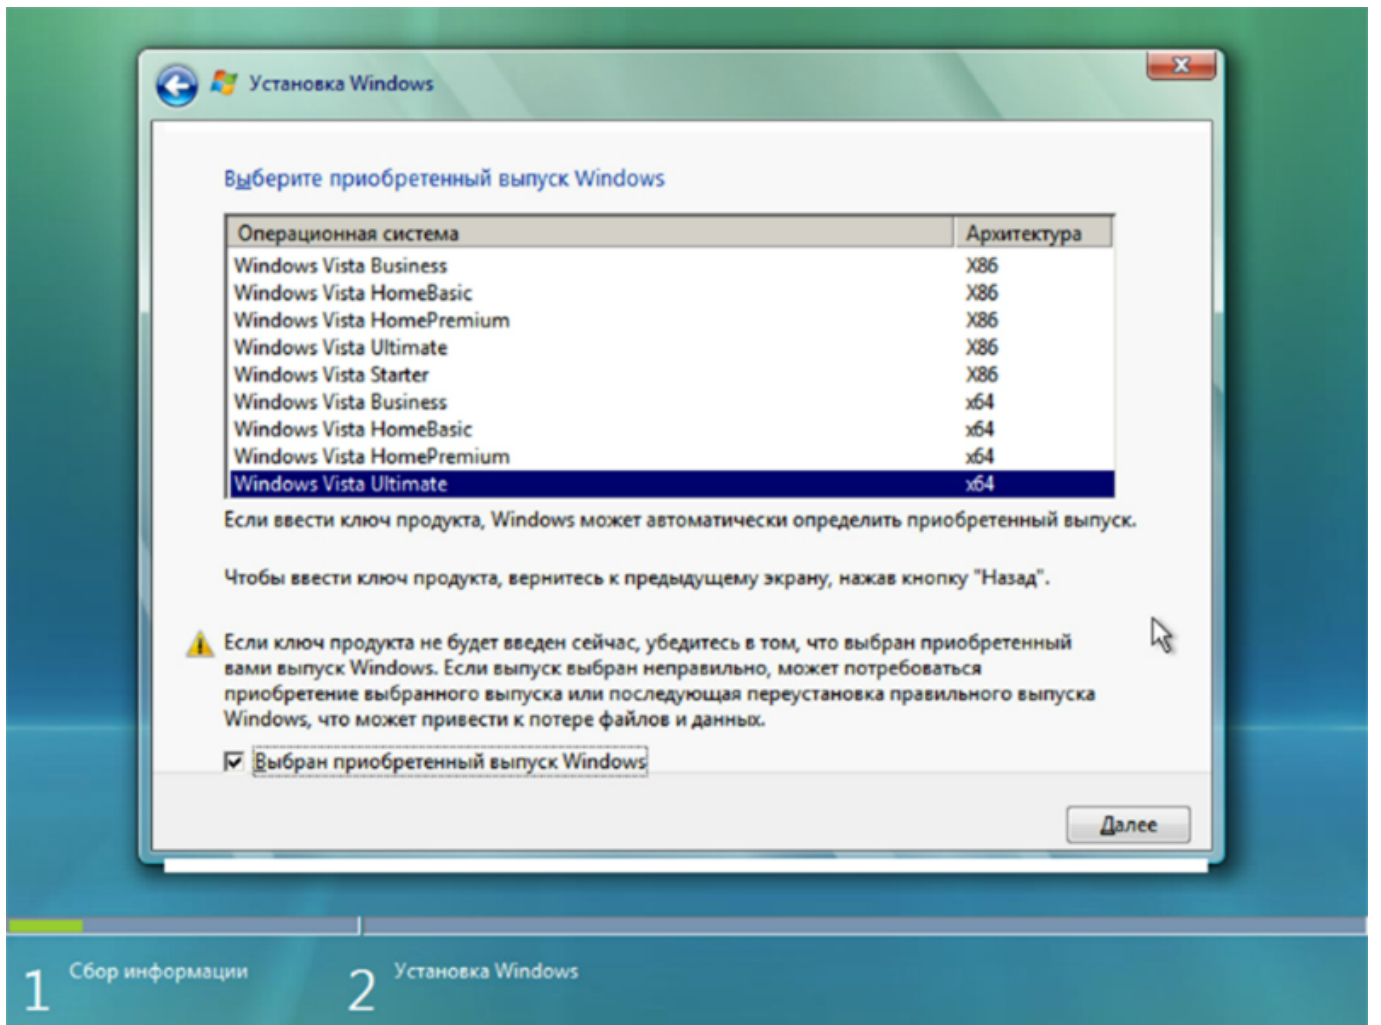 Установка Windows
Выберите приобретенный выпуск Windows
Операционная система Архитектура
Windows Vista Business X86
Windows Vista HomeBasic X86
Windows Vista HomePremium X86
Windows Vista Ultimate X86
Windows Vista Starter X86
Windows Vista Business x64
Windows Vista HomeBasic x64
Windows Vista HomePremium x64
Windows Vista Ultimate x64
Если ввести ключ продукта, Windows может автоматически определить приобретенный выпуск.
Чтобы ввести ключ продукта, вернитесь к предыдущему экрану, нажав кнопку "Назад".
Если ключ продукта не будет введен сейчас, убедитесь в том, что выбран приобретенный
вами выпуск Windows. Если выпуск выбран неправильно, может потребоваться
приобретение выбранного выпуска или последующая переустановка правильного выпуска
Windows, что может привести к потере файлов и данных.
Выбран приобретенный выпуск Windows
Далее
1 Сбор информации 2 Установка Windows